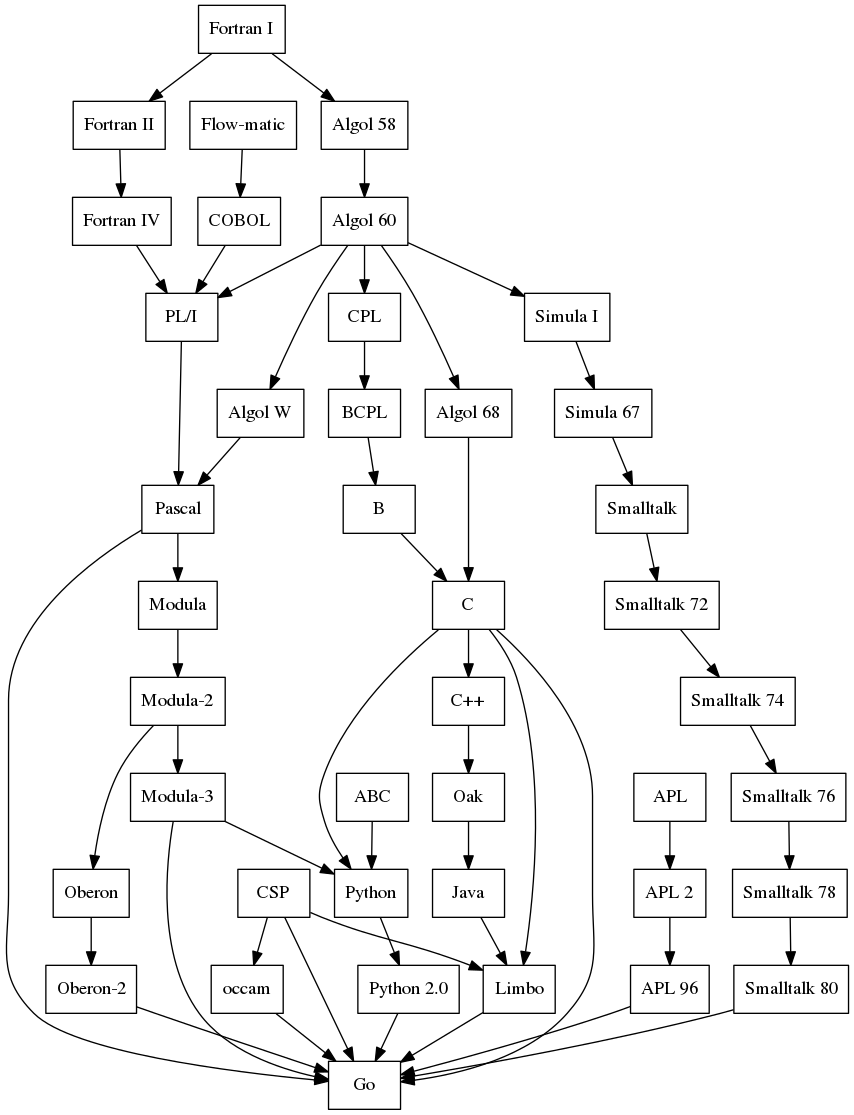 Fortran I
Fortran II
Flow-matic
Algol 58
Fortran IV
COBOL
Algol 60
PL/I
CPL
Simula I
Algol W
BCPL
Algol 68
Simula 67
Pascal
B
Smalltalk
Modula
C
Smalltalk 72
Modula-2
C++
Smalltalk 74
Modula-3
ABC
Oak
APL
Smalltalk 76
Oberon
CSP
Python
Java
APL 2
Smalltalk 78
Oberon-2
occam
Python 2.0
Limbo
APL 96
Smalltalk 80
Go